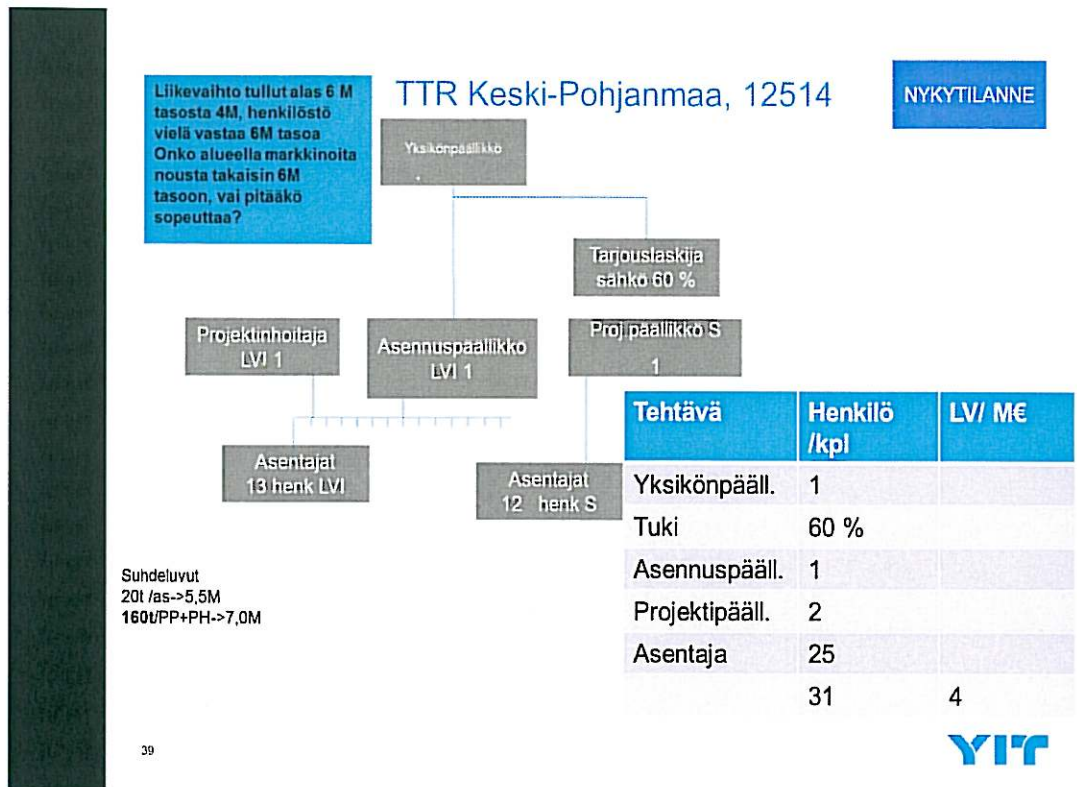 Liikevaihto tullut alas 6 M
tasosta 4M, henkilöstö
vielä vastaa 6M tasoa
Onko alueella markkinoita
nousta takaisin 6M
tasoon, vai pitääkö
sopeuttaa?
TTR Keski-Pohjanmaa, 12514
NYKYTILANNE
Yksikönpäällikkö
Tarjouslaskija
sähkö 60 %
Projektinhoitaja
LVI 1
Asennuspäällikkö
LVI 1
Proj.päällikkö S
1
Asentajat
13 henk LVI
Asentajat
12 henk S
Tehtävä Henkilö LV/ M€
/kpl
Yksikönpääll. 1
Tuki 60 %
Asennuspääll. 1
Projektipääll. 2
Asentaja 25
31 4
Suhdeluvut
20t /as->5,5M
160t/PP+PH->7,0M
39
YIT